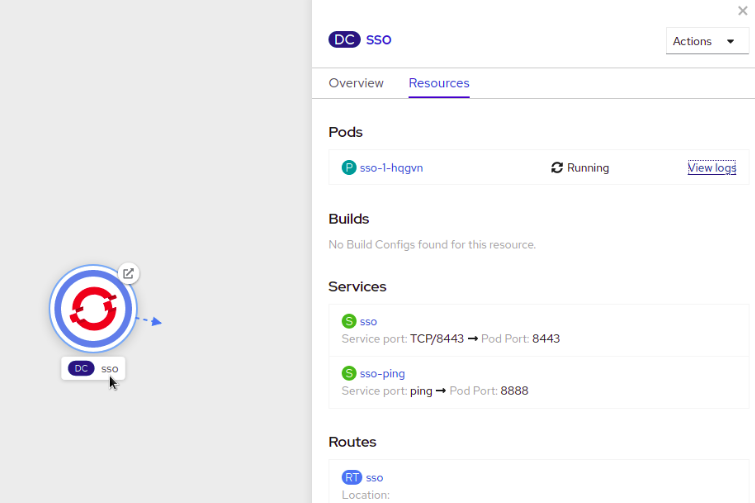 DC sso
Actions
Overview Resources
Pods
P sso-1-hqgvn Running View logs
Builds
No Build Configs found for this resource.
Services
S sso
Service port: TCP/8443 → Pod Port: 8443
S sso-ping
Service port: ping → Pod Port: 8888
Routes
RT sso
Location:
DC sso